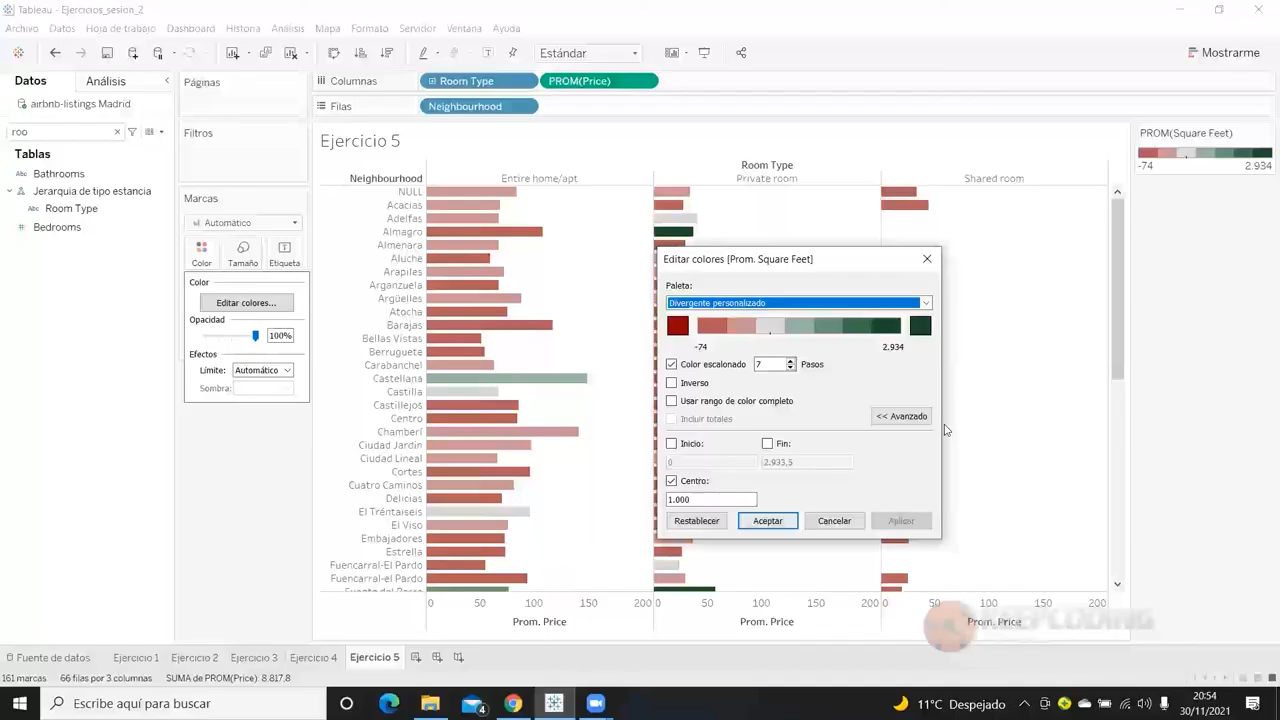 Tableau - Ejercicios_sesion_2
Archivo Datos Hoja de trabajo Dashboard Historia Análisis Mapa Formato Servidor Ventana Ayuda
Estándar
Mostrarme
Datos Análisis
airbnb-listings Madrid
roo
Tablas
Bathrooms
Jerarquia de tipo estancia
Room Type
Bedrooms
Páginas
Filtros
Marcas
Automático
Color Tamaño Etiqueta
Color
Editar colores...
Opacidad
100%
Efectos
Límite: Automático
Sombra:
Columnas Room Type PROM(Price)
Filas Neighbourhood
Ejercicio 5
Room Type
Neighbourhood Entire home/apt Private room Shared room
NULL
Acacias
Adelfas
Almagro
Almenara
Aluche
Arapiles
Arganzuela
Argüelles
Atocha
Barajas
Bellas Vistas
Berruguete
Carabanchel
Castellana
Castilla
Castillejos
Centro
Chamberí
Ciudad Jardín
Ciudad Lineal
Cortes
Cuatro Caminos
Delicias
El Viso
Embajadores
Estrella
Fuencarral-El Pardo
Fuencarral-el Pardo
0 50 100 150 200 0 50 100 150 200 0 50 100 150 200
Prom. Price Prom. Price Prom. Price
PROM(Square Feet)
-74 2.934
Editar colores [Prom. Square Feet]
Paleta:
Divergente personalizado
-74 2.934
Color escalonado 7 Pasos
Inverso
Usar rango de color completo
Incluir totales
<< Avanzado
Inicio: Fin:
0 2.933,5
Centro:
1.000
Restablecer Aceptar Cancelar Aplicar
KEEPCODING
Fuente de datos Ejercicio 1 Ejercicio 2 Ejercicio 3 Ejercicio 4 Ejercicio 5
161 marcas 66 filas por 3 columnas SUMA de PROM(Price): 8.817,8
Escribe aquí para buscar
4
11°C Despejado
20:54
30/11/2021